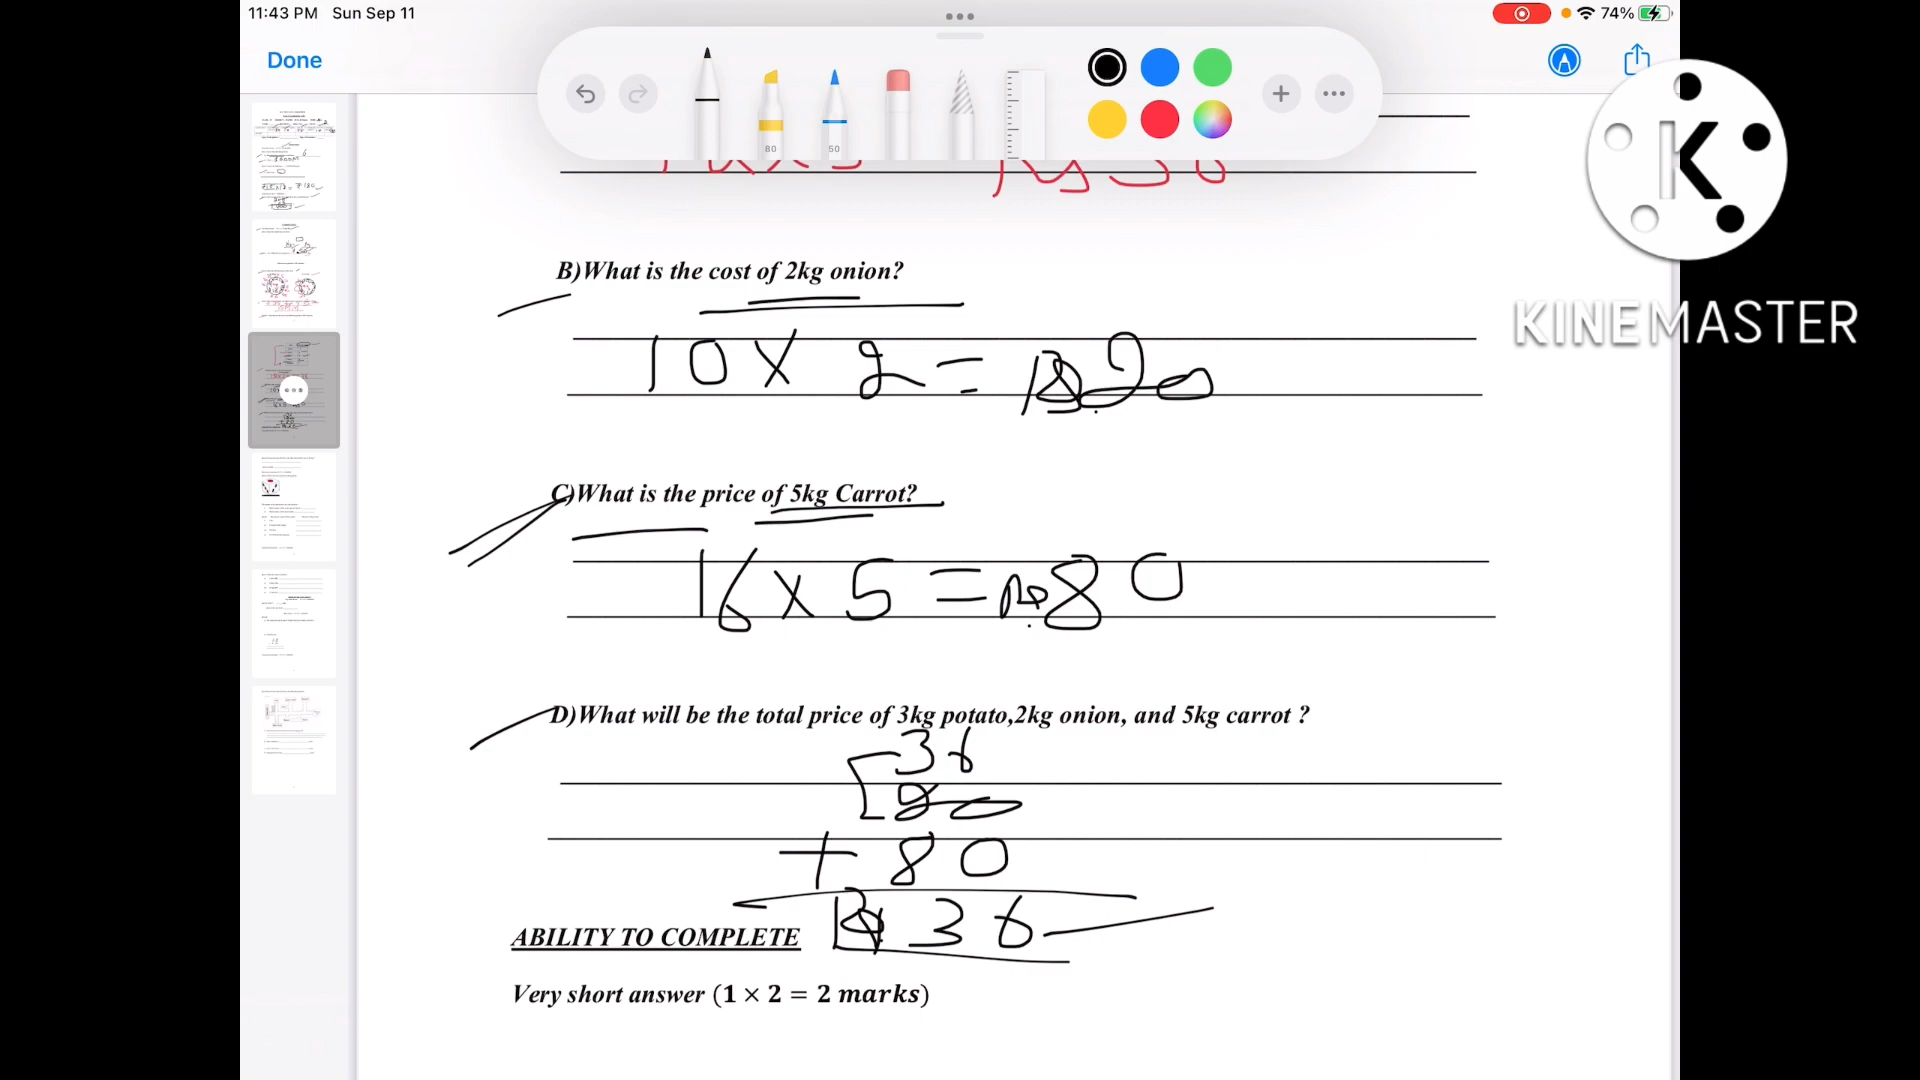 11:43 PM Sun Sep 11
74%
Done
80
50
B)What is the cost of 2kg onion?
10 × 2 =
C)What is the price of 5kg Carrot?
16 × 5 = Rs 80
D)What will be the total price of 3kg potato,2kg onion, and 5kg carrot ?
36
20
+ 80
36
ABILITY TO COMPLETE
Very short answer (1 × 2 = 2 marks)
K
KINEMASTER